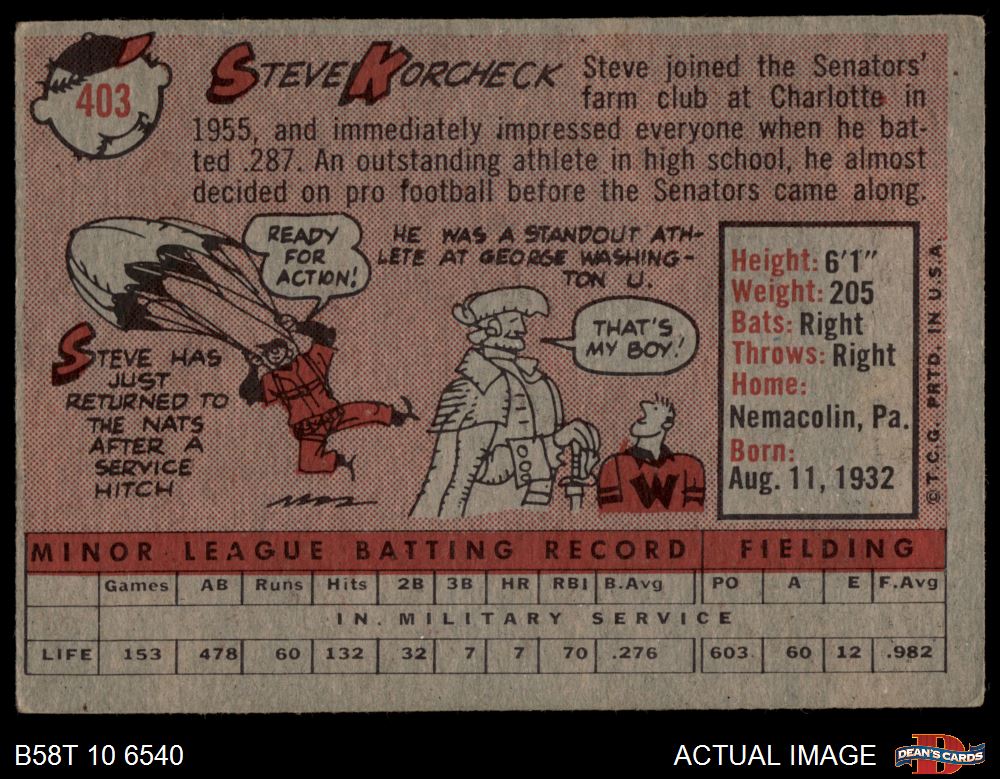 403
STEVE KORCHECK
Steve joined the Senators'
farm club at Charlotte in
1955, and immediately impressed everyone when he bat-
ted .287. An outstanding athlete in high school, he almost
decided on pro football before the Senators came along.
READY
FOR
ACTION!
STEVE HAS
JUST
RETURNED TO
THE NATS
AFTER A
SERVICE
HITCH
HE WAS A STANDOUT ATH-
LETE AT GEORGE WASHING-
TON U.
THAT'S
MY BOY!
W
Height: 6'1"
Weight: 205
Bats: Right
Throws: Right
Home:
Nemacolin, Pa.
Born:
Aug. 11, 1932
© T.C.G. PRTD. IN U.S.A.
MINOR LEAGUE BATTING RECORD FIELDING
Games AB Runs Hits 2B 3B HR RBI B.Avg PO A E F.Avg
IN MILITARY SERVICE
LIFE 153 478 60 132 32 7 7 70 .276 603 60 12 .982
B58T 10 6540
ACTUAL IMAGE
D
DEAN'S CARDS